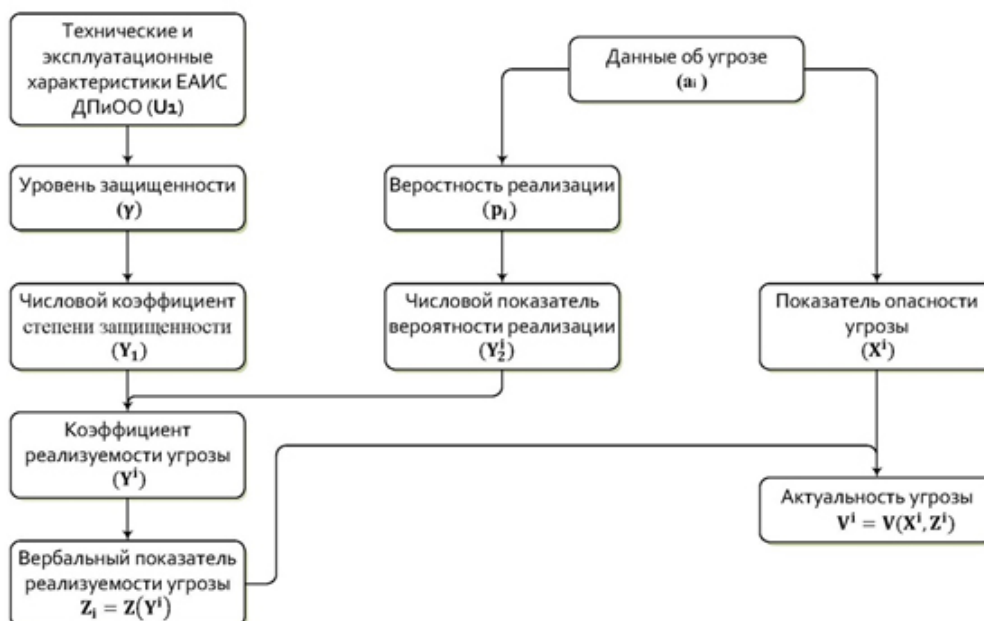 Технические и
эксплуатационные
характеристики ЕАИС
ДПиОО (U1)
Данные об угрозе
(aᵢ)
Уровень защищенности
(γ)
Веростность реализации
(pᵢ)
Числовой коэффициент
степени защищенности
(Y₁)
Числовой показатель
вероятности реализации
(Y₂ⁱ)
Показатель опасности
угрозы
(Xⁱ)
Коэффициент
реализуемости угрозы
(Yⁱ)
Актуальность угрозы
Vⁱ = V(Xⁱ, Zⁱ)
Вербальный показатель
реализуемости угрозы
Zᵢ = Z(Yⁱ)